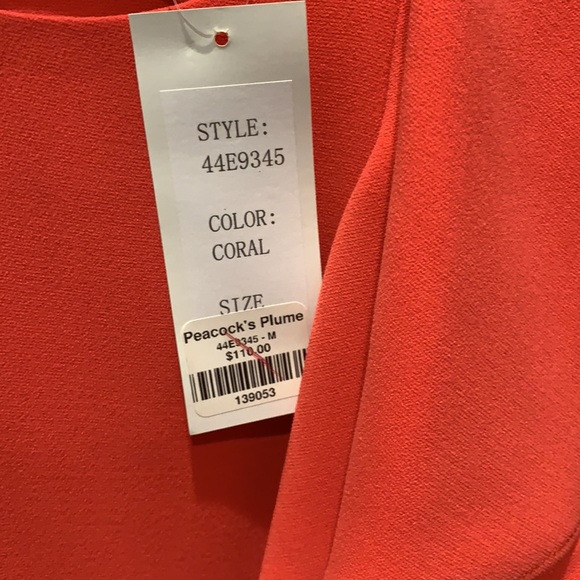 STYLE:
44E9345
COLOR:
CORAL
SIZE
Peacock's Plume
44E9345 - M
$110.00
139053